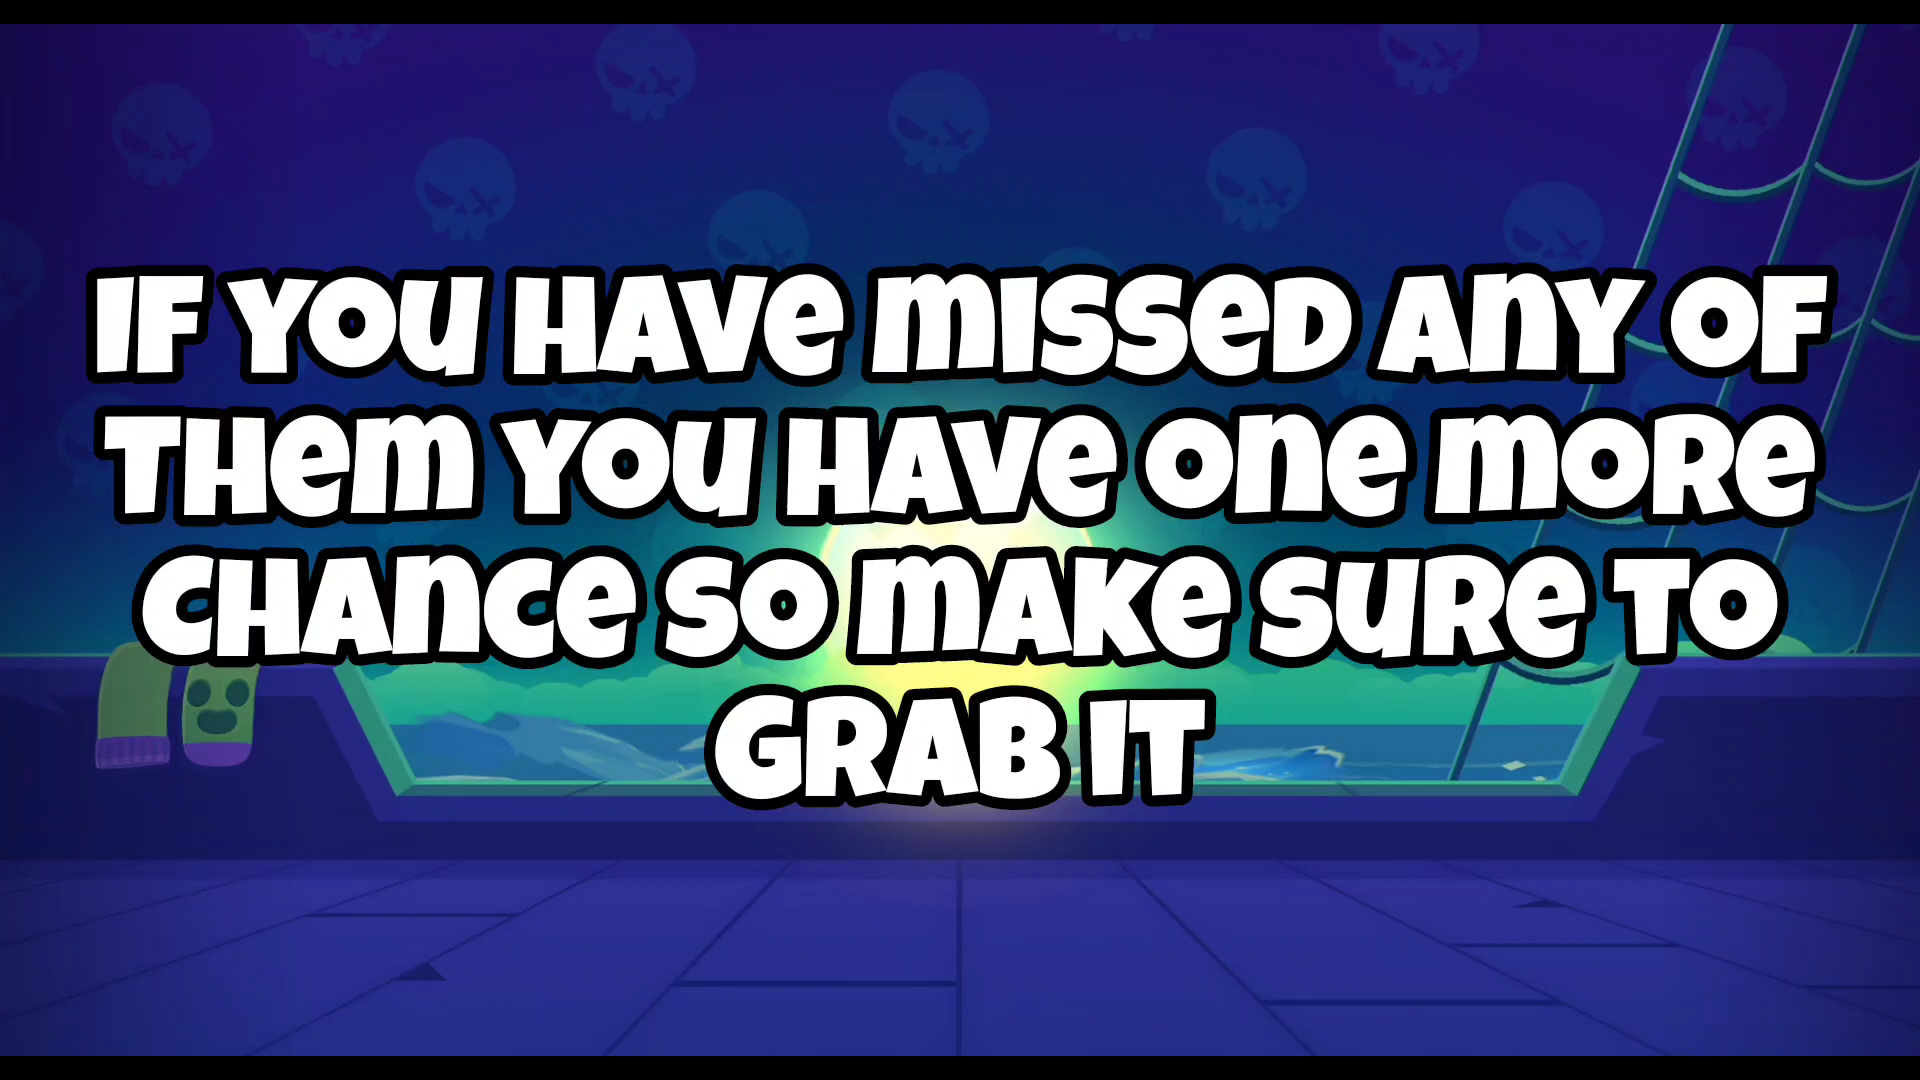 IF YOU HAVE MISSED ANY OF
THEM YOU HAVE ONE MORE
CHANCE SO MAKE SURE TO
GRAB IT